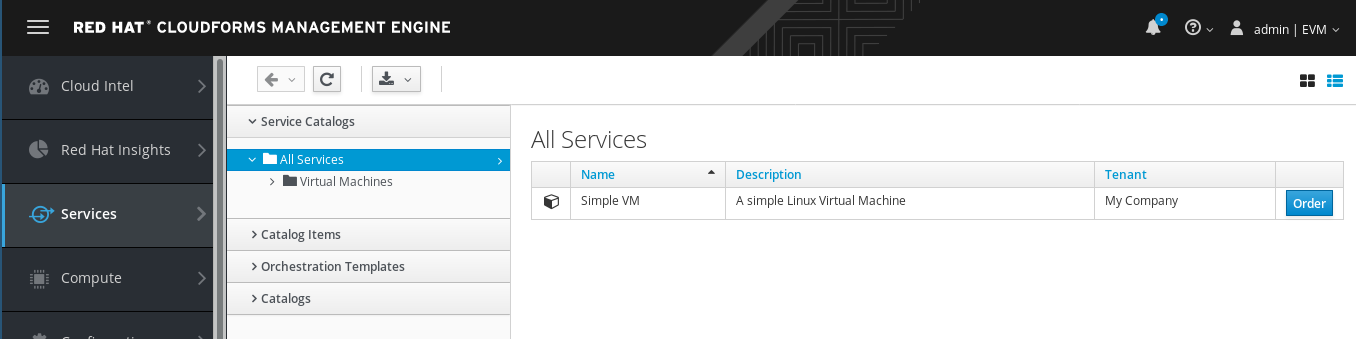 RED HAT® CLOUDFORMS MANAGEMENT ENGINE
admin | EVM
Cloud Intel
Red Hat Insights
Services
Compute
Service Catalogs
All Services
Virtual Machines
Catalog Items
Orchestration Templates
Catalogs
All Services
Name Description Tenant
Simple VM A simple Linux Virtual Machine My Company Order